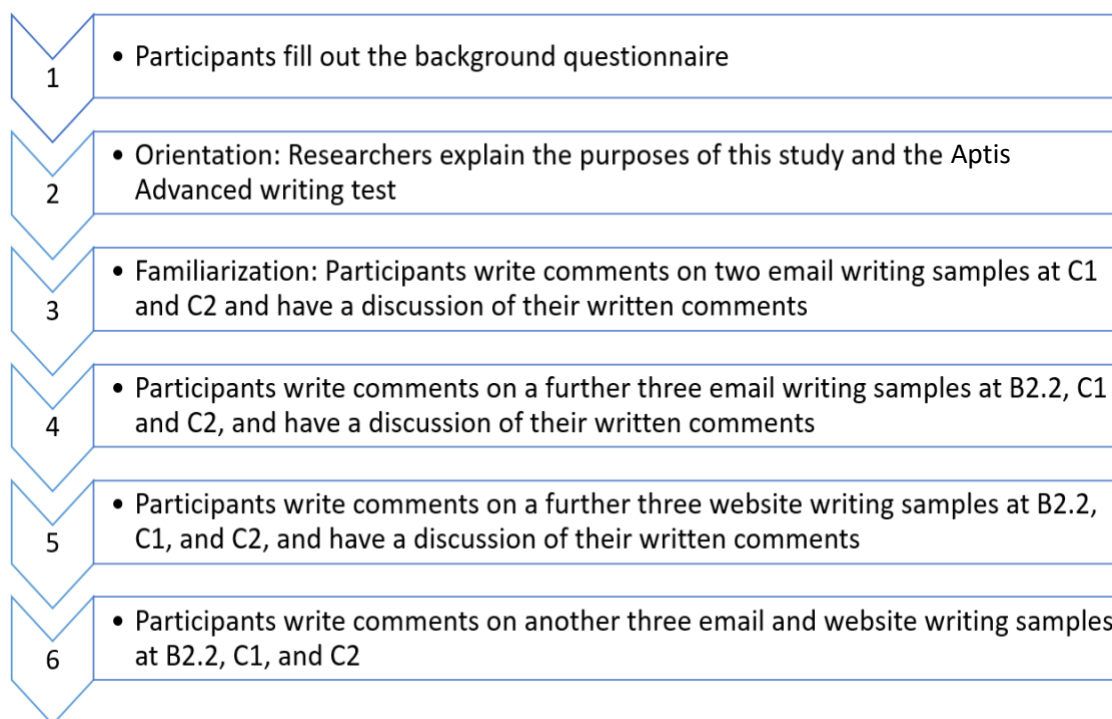 1
• Participants fill out the background questionnaire
2
• Orientation: Researchers explain the purposes of this study and the Aptis
Advanced writing test
3
• Familiarization: Participants write comments on two email writing samples at C1
and C2 and have a discussion of their written comments
4
• Participants write comments on a further three email writing samples at B2.2, C1
and C2, and have a discussion of their written comments
5
• Participants write comments on a further three website writing samples at B2.2,
C1, and C2, and have a discussion of their written comments
6
• Participants write comments on another three email and website writing samples
at B2.2, C1, and C2